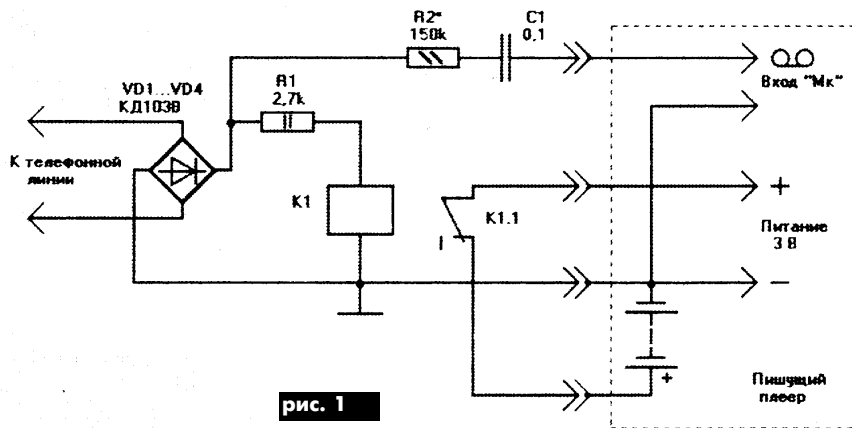 R2*
150k
C1
0,1
VD1...VD4
КД103В
R1
2,7k
Вход "Мк"
К телефонной
линии
K1
K1.1
+
Питание
3 В
−
+
Пишущий
плеер
рис. 1